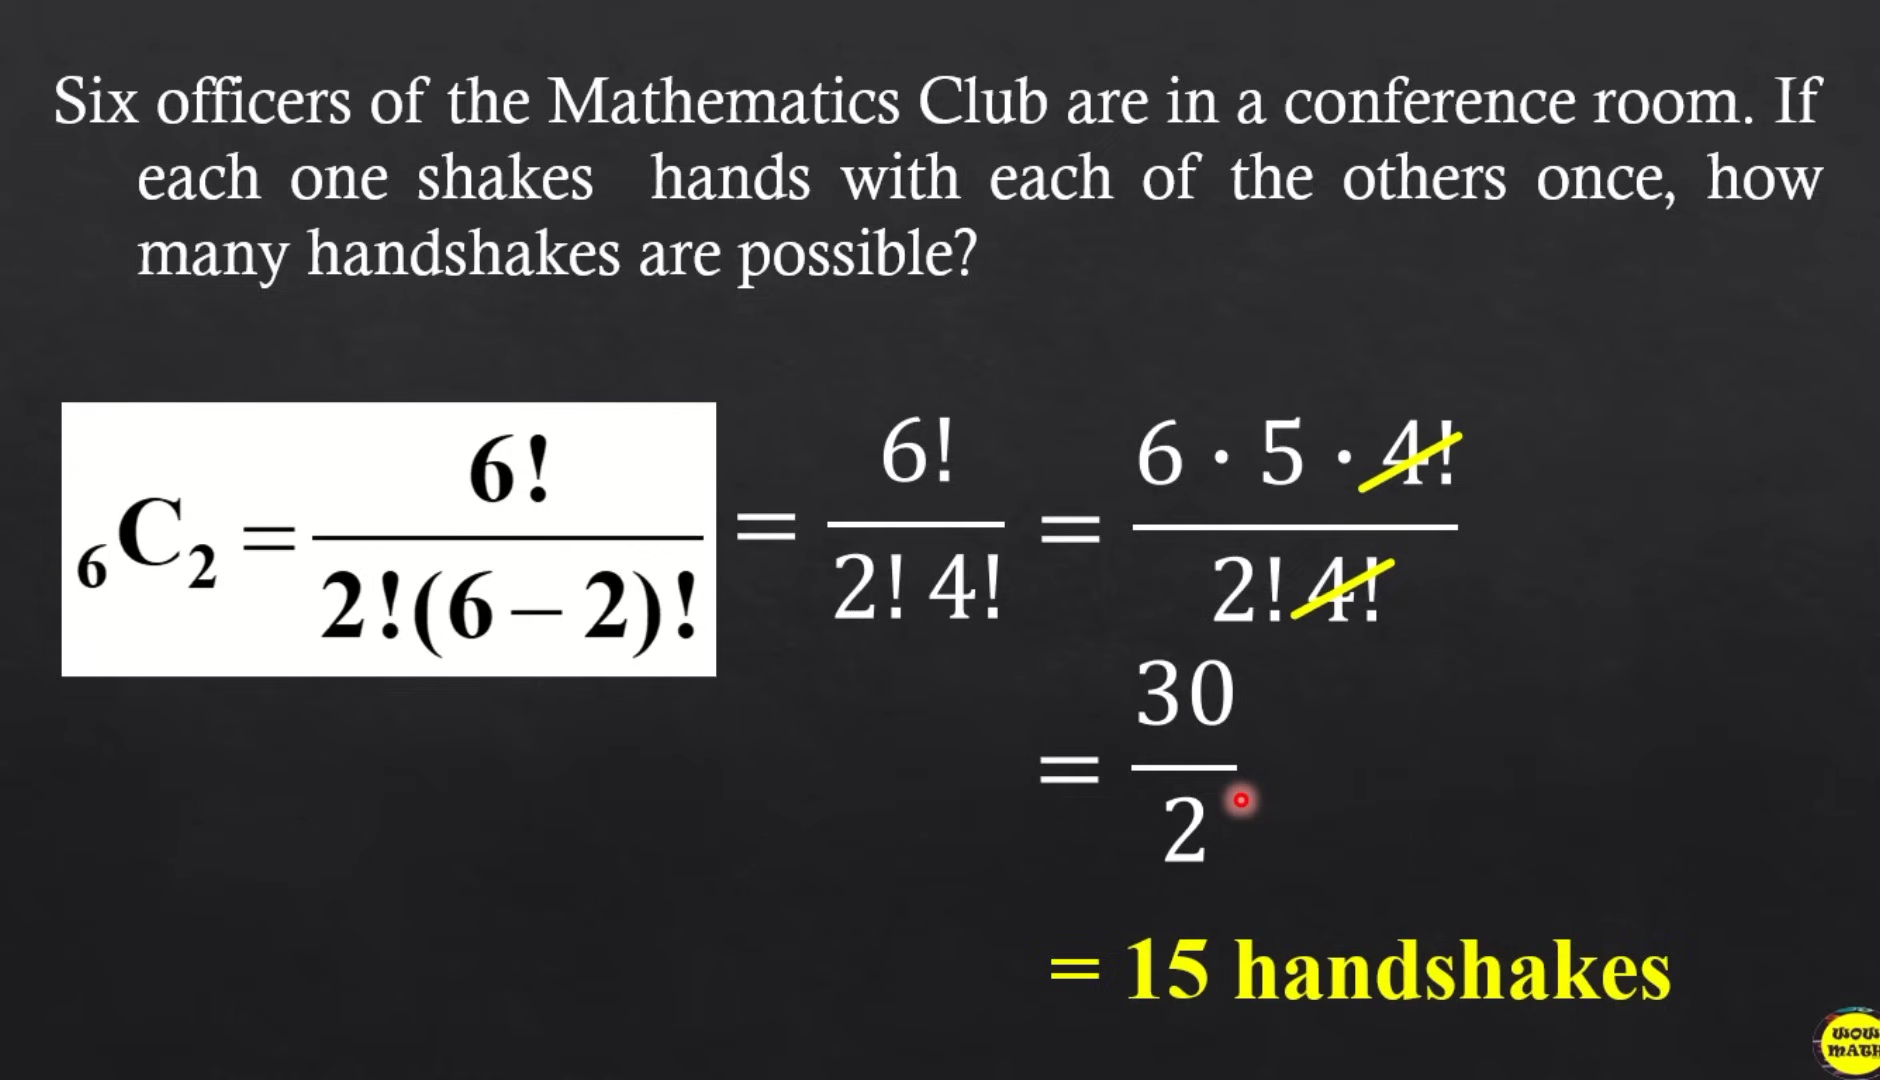 Six officers of the Mathematics Club are in a conference room. If
each one shakes hands with each of the others once, how
many handshakes are possible?
₆C₂ = 6! / 2!(6 – 2)! = 6! / 2! 4! = 6 · 5 · 4! / 2! 4!
= 30 / 2
= 15 handshakes
WOW
MATH